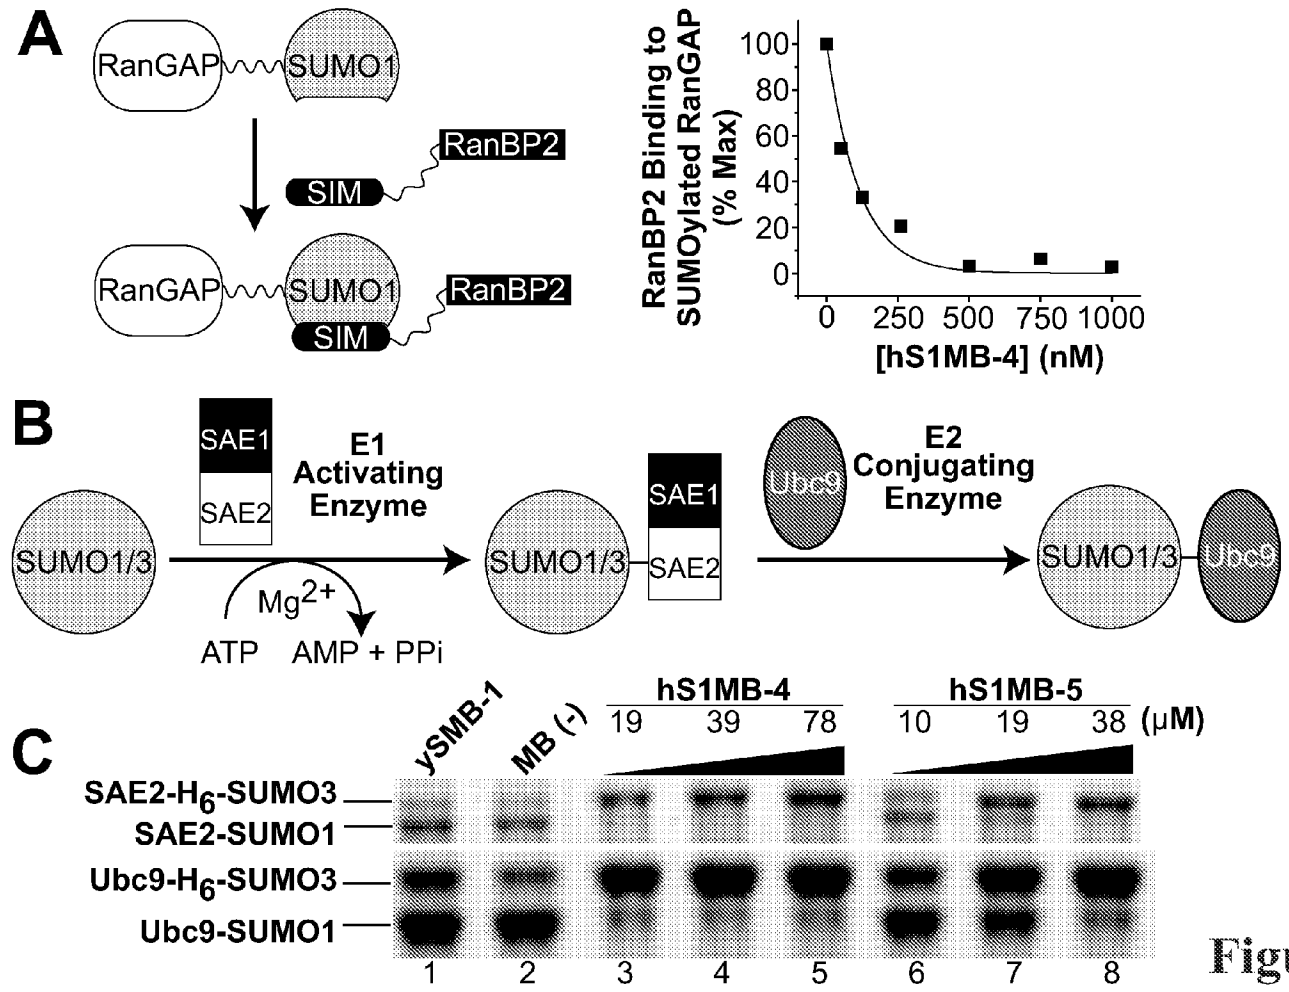 A
RanGAP
SUMO1
RanBP2
SIM
RanGAP
SUMO1
RanBP2
SIM
RanBP2 Binding to
SUMOylated RanGAP
(% Max)
100
80
60
40
20
0
0 250 500 750 1000
[hS1MB-4] (nM)
B
SAE1
SAE2
E1
Activating
Enzyme
SUMO1/3
Mg2+
ATP AMP + PPi
SUMO1/3
SAE1
SAE2
Ubc9
E2
Conjugating
Enzyme
SUMO1/3
Ubc9
C
ySMB-1
MB (-)
hS1MB-4
19 39 78
hS1MB-5
10 19 38 (µM)
SAE2-H6-SUMO3
SAE2-SUMO1
Ubc9-H6-SUMO3
Ubc9-SUMO1
1 2 3 4 5 6 7 8